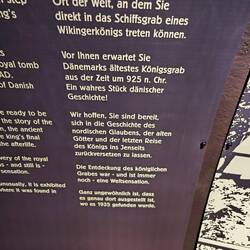 step
Ort der Welt, an dem Sie
direkt in das Schiffsgrab eines
Wikingerkönigs treten können.
royal tomb
AD.
of Danish
Vor Ihnen erwartet Sie
Dänemarks ältestes Königsgrab
aus der Zeit um 925 n. Chr.
Ein wahres Stück dänischer
Geschichte!
are ready to be
the story of the
n, the ancient
king's final
the afterlife.
Wir hoffen, Sie sind bereit,
sich in die Geschichte des
nordischen Glaubens, der alten
Götter und der letzten Reise
des Königs ins Jenseits
zurückversetzen zu lassen.
very of the royal
s - and still is -
sensation.
Die Entdeckung des königlichen
Grabes war - und ist immer
noch - eine Weltsensation.
unusually, it is exhibited
where it was found in
Ganz ungewöhnlich ist, dass
es genau dort ausgestellt ist,
wo es 1935 gefunden wurde.